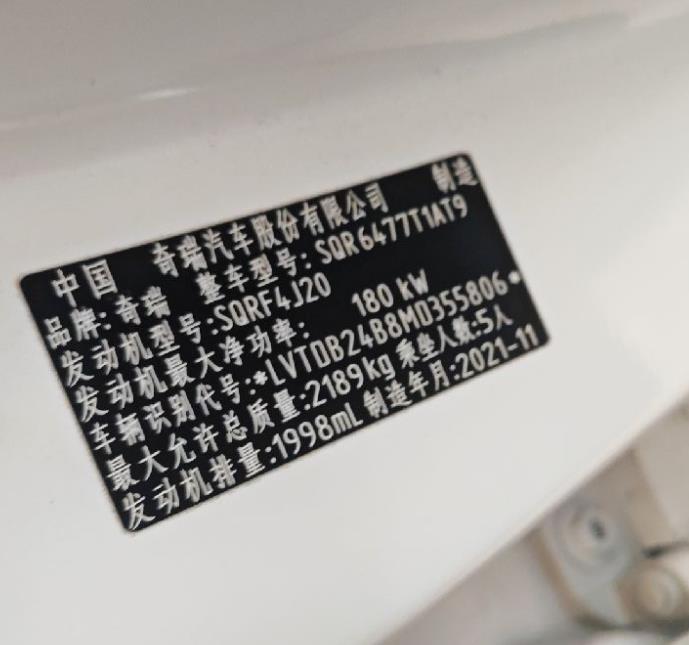 中国 奇瑞汽车股份有限公司 制造
品牌:奇瑞 整车型号:SQR6477T1AT9
发动机型号:SQRF4J20
发动机最大净功率: 180 kW
车辆识别代号:*LVTDB24B8MD355806*
最大允许总质量:2189kg 乘坐人数:5人
发动机排量:1998mL 制造年月:2021-11